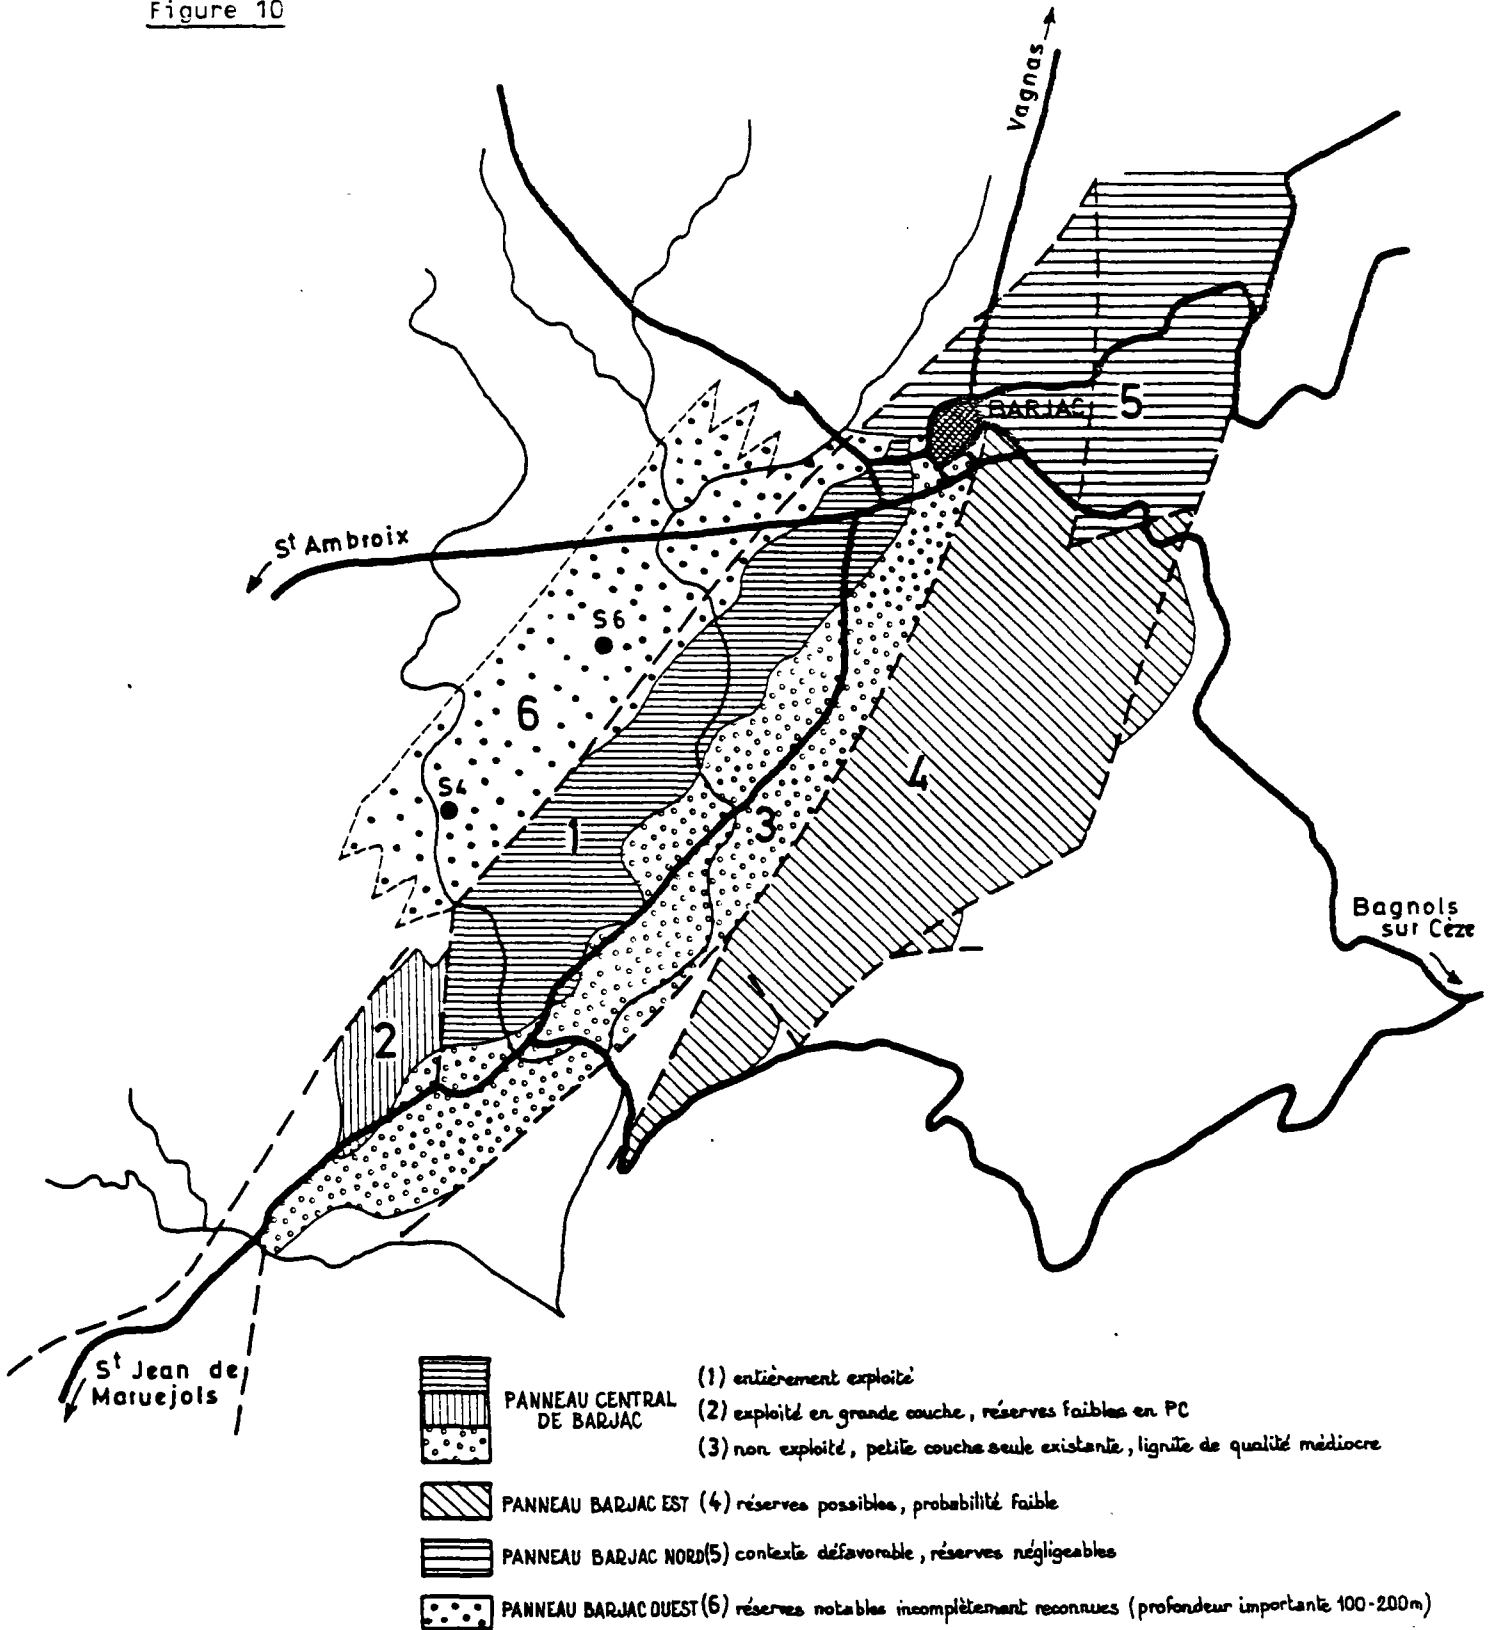 Figure 10
Vagnas
BARJAC
5
St Ambroix
S6
6
S4
4
1
3
2
Bagnols
sur Cèze
St Jean de
Maruejols
PANNEAU CENTRAL
DE BARJAC
(1) entièrement exploité
(2) exploité en grande couche, réserves faibles en PC
(3) non exploité, petite couche seule existante, lignite de qualité médiocre
PANNEAU BARJAC EST (4) réserves possibles, probabilité faible
PANNEAU BARJAC NORD (5) contexte défavorable, réserves négligeables
PANNEAU BARJAC OUEST (6) réserves notables incomplètement reconnues (profondeur importante 100-200m)